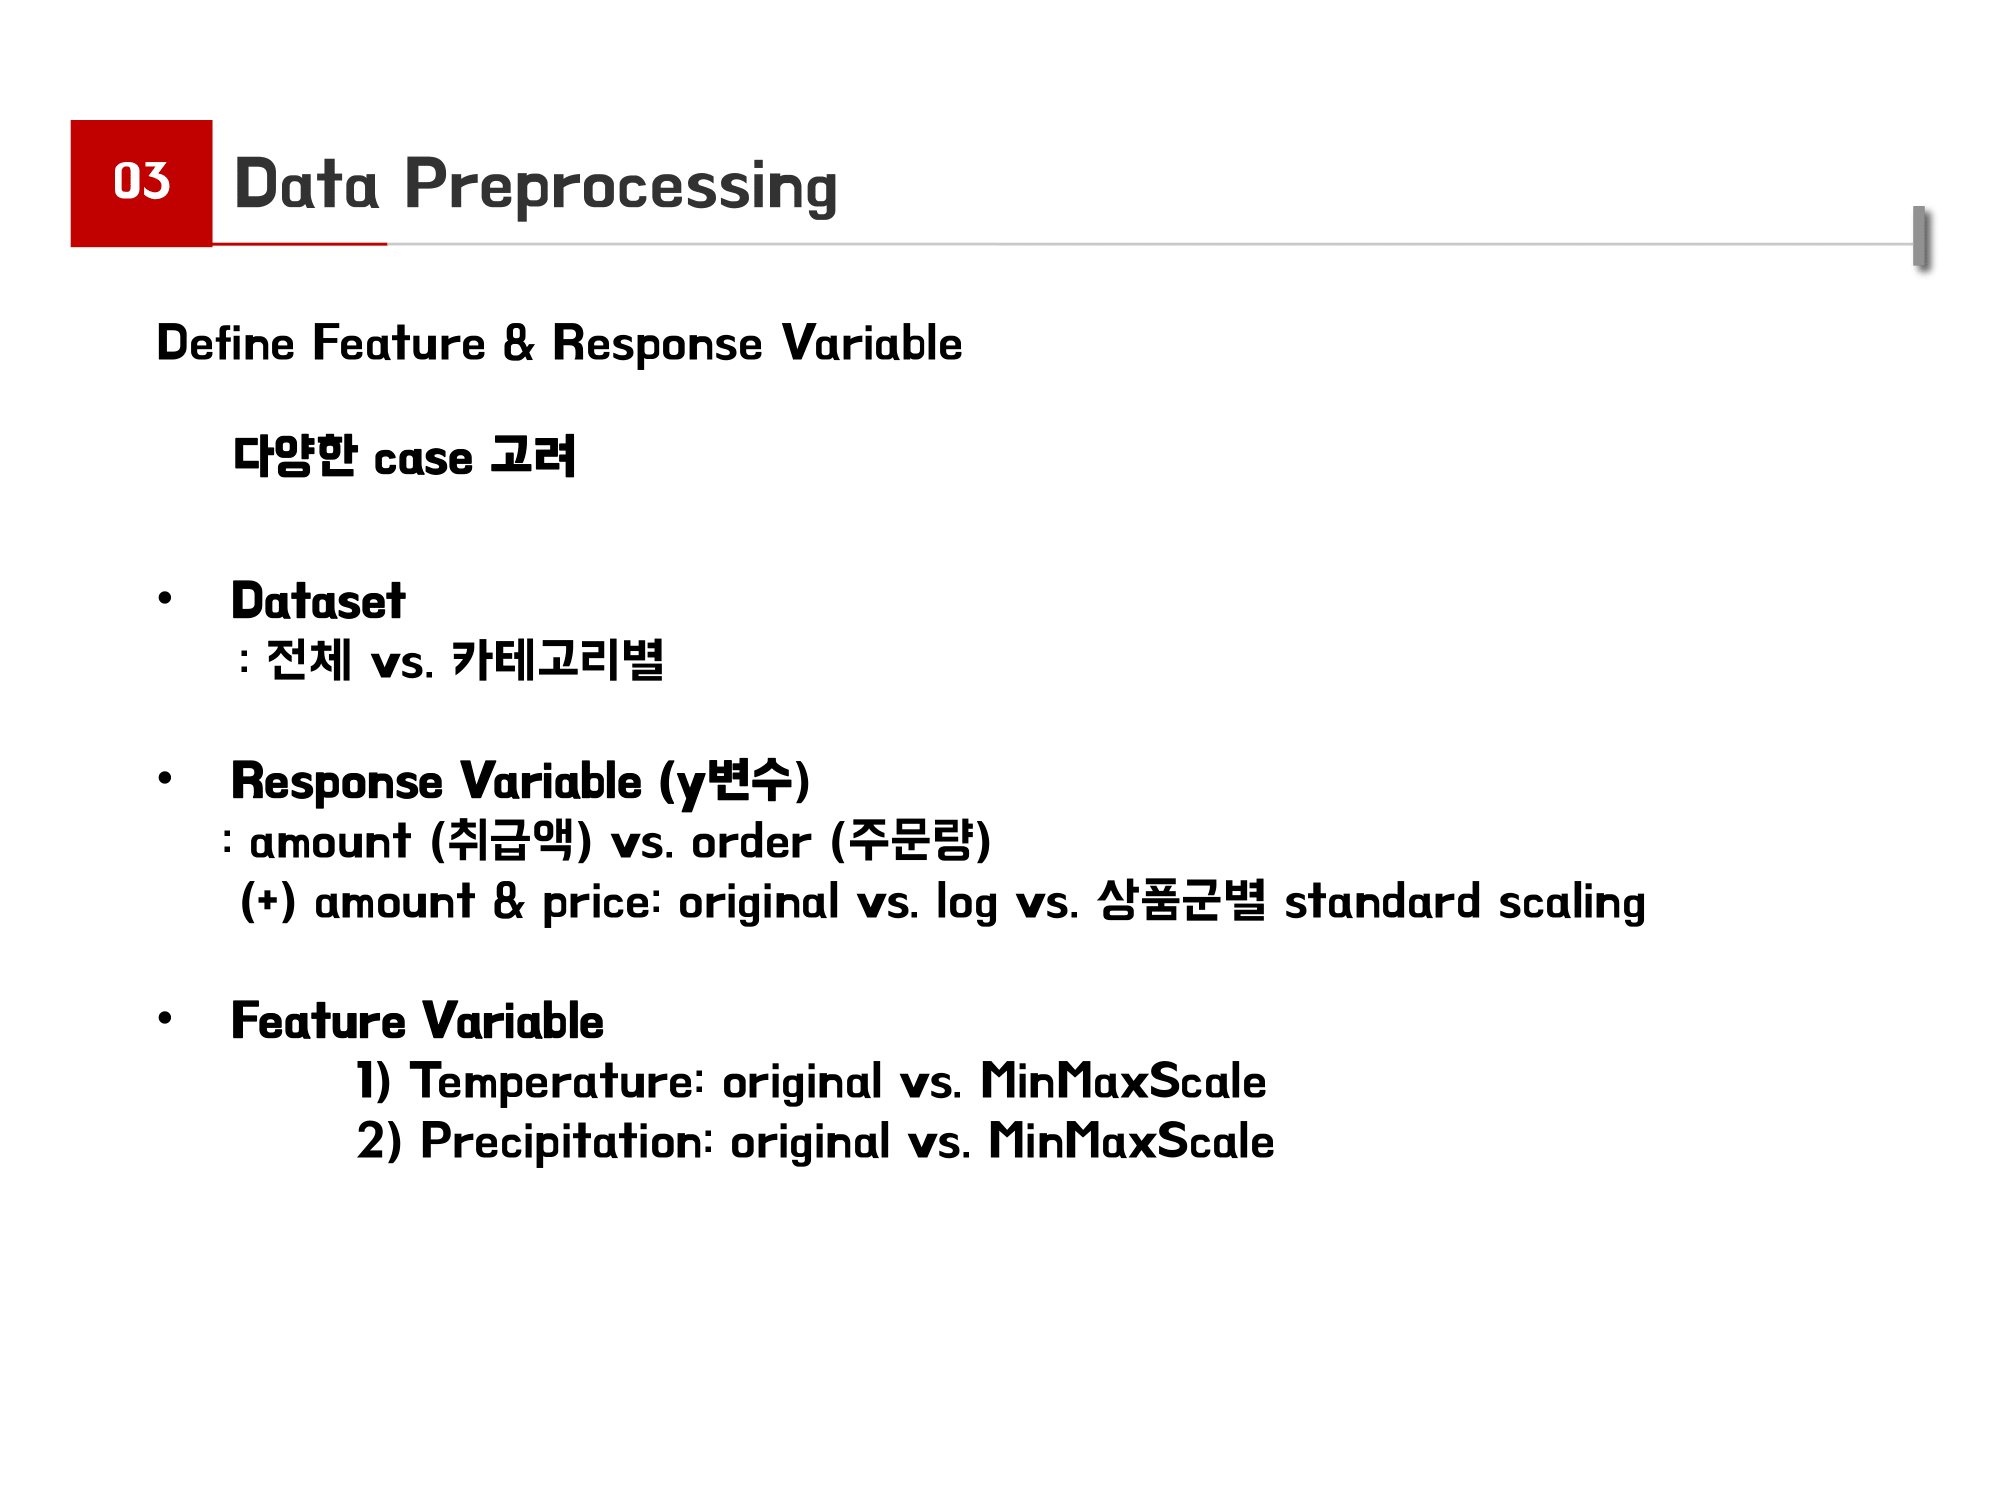 03
Data Preprocessing
Define Feature & Response Variable
다양한 case 고려
• Dataset
: 전체 vs. 카테고리별
• Response Variable (y변수)
: amount (취급액) vs. order (주문량)
(+) amount & price: original vs. log vs. 상품군별 standard scaling
• Feature Variable
1) Temperature: original vs. MinMaxScale
2) Precipitation: original vs. MinMaxScale